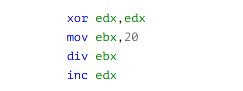 xor edx,edx
mov ebx,20
div ebx
inc edx